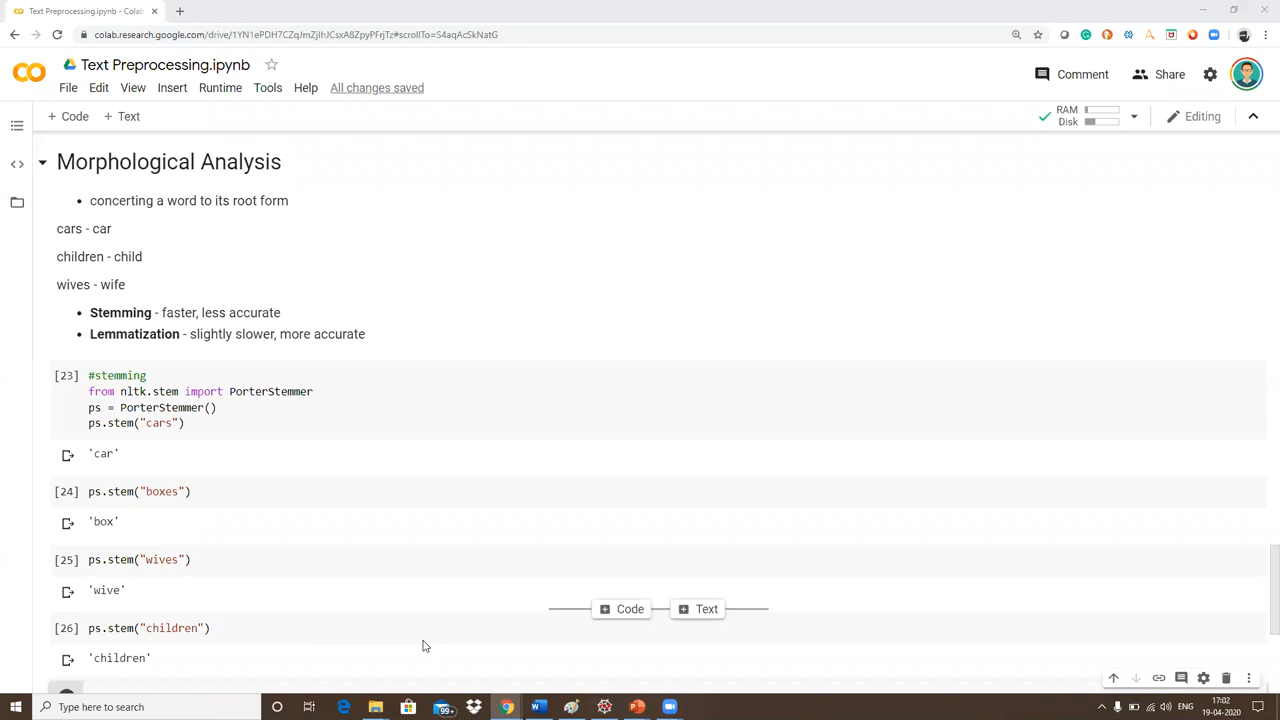 Text Preprocessing.ipynb - Colab
colab.research.google.com/drive/1YN1ePDH7CZqJmZjIhJCsxA8ZpyPFrjTz#scrollTo=S4aqAcSkNatG
Text Preprocessing.ipynb
Comment
Share
File Edit View Insert Runtime Tools Help All changes saved
+ Code + Text
RAM
Disk
Editing
Morphological Analysis
• concerting a word to its root form
cars - car
children - child
wives - wife
• Stemming - faster, less accurate
• Lemmatization - slightly slower, more accurate
[23] #stemming
from nltk.stem import PorterStemmer
ps = PorterStemmer()
ps.stem("cars")
'car'
[24] ps.stem("boxes")
'box'
[25] ps.stem("wives")
'wive'
Code Text
[26] ps.stem("children")
'children'
Type here to search
99+
17:02
19-04-2020